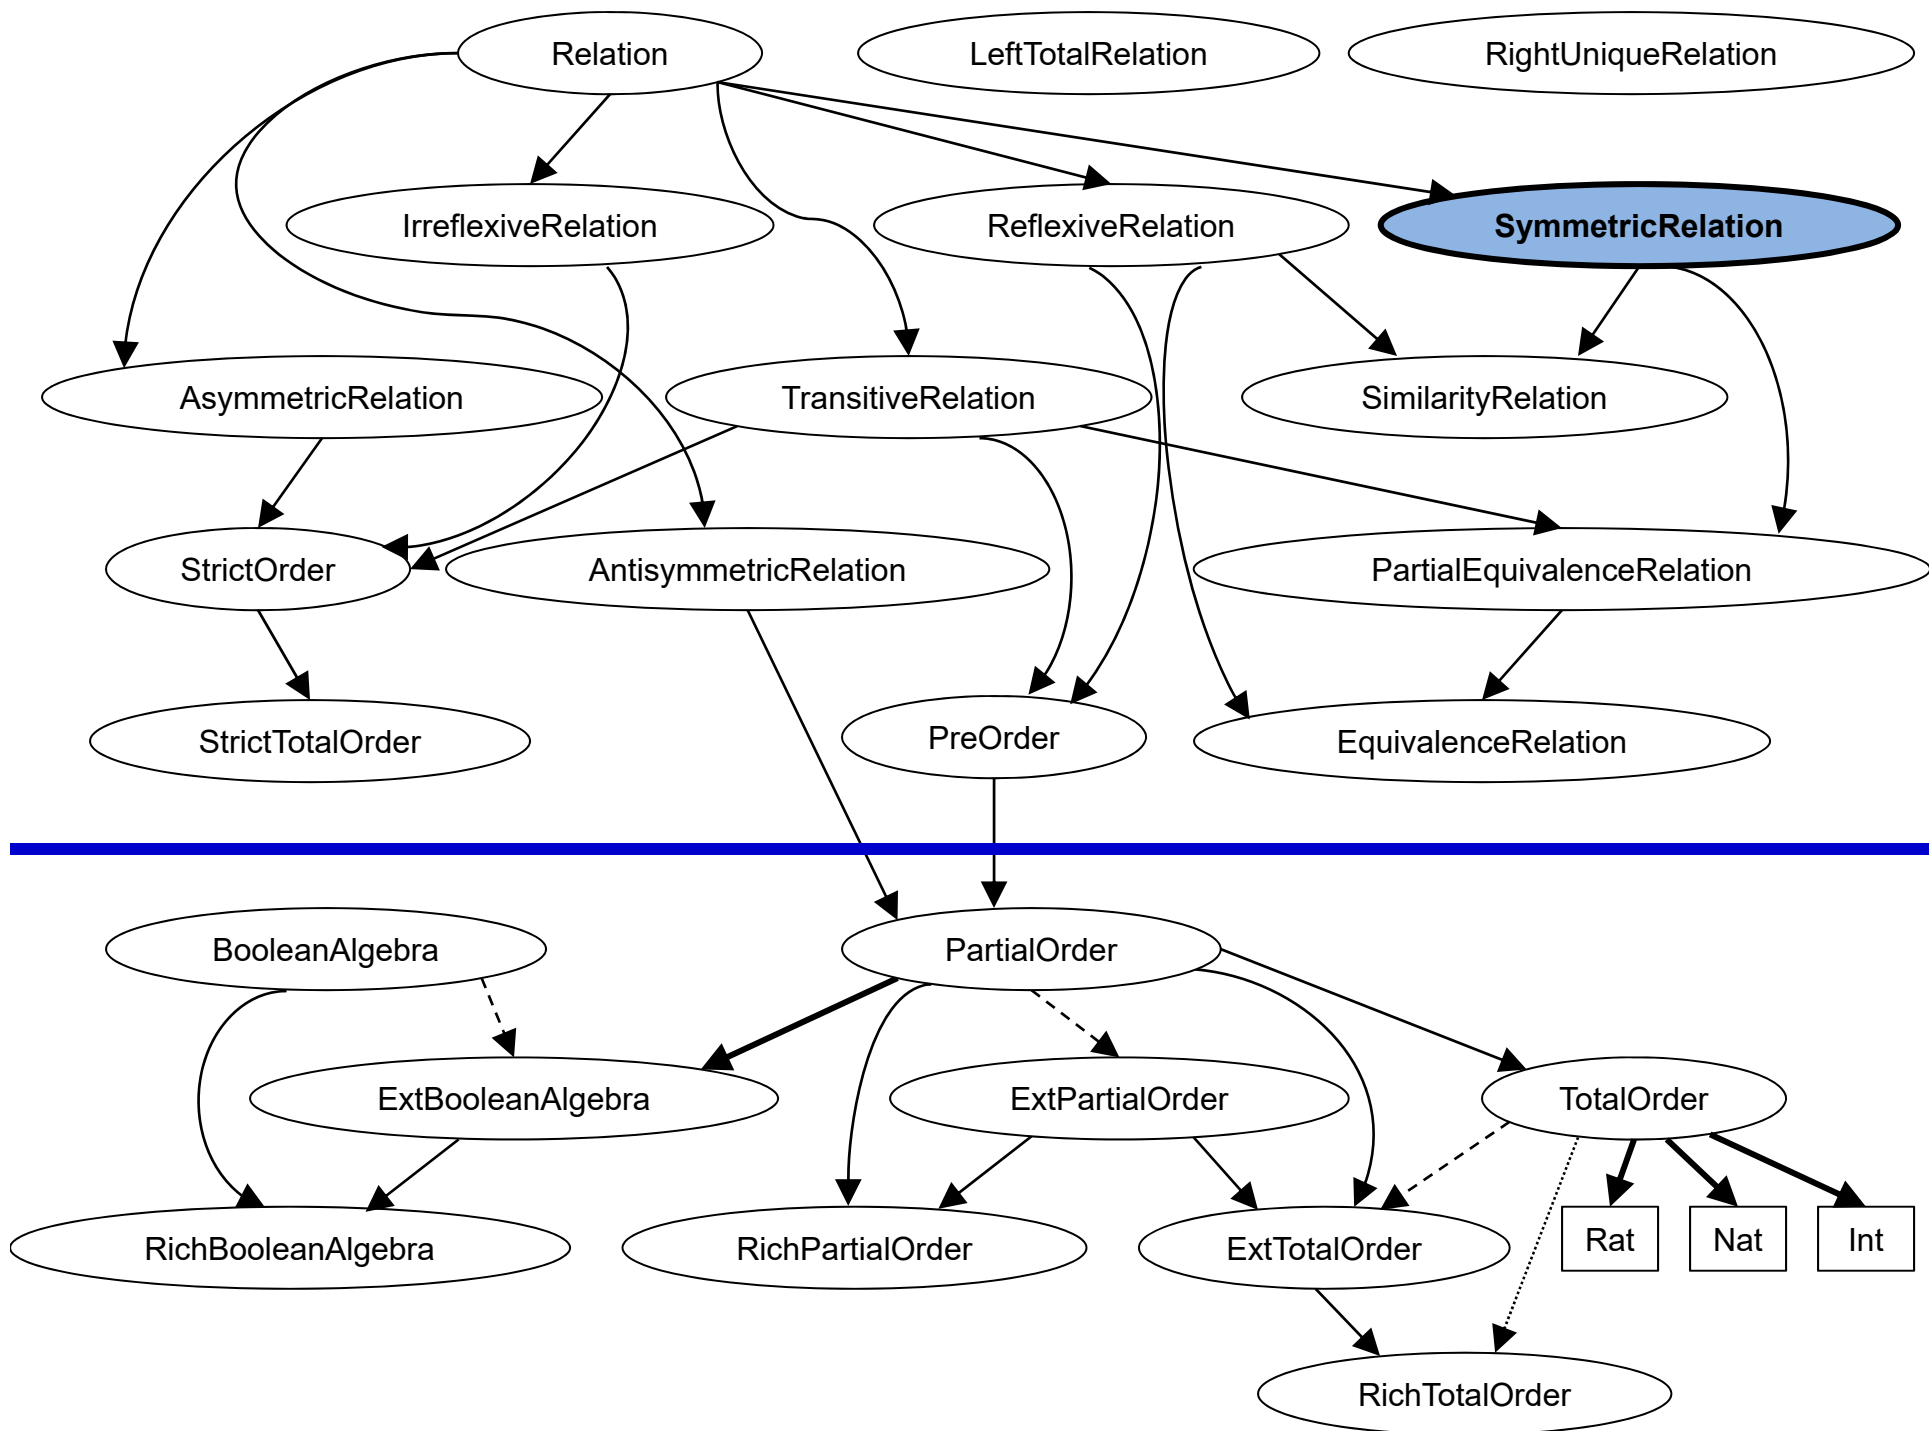 Relation
LeftTotalRelation
RightUniqueRelation
IrreflexiveRelation
ReflexiveRelation
SymmetricRelation
AsymmetricRelation
TransitiveRelation
SimilarityRelation
StrictOrder
AntisymmetricRelation
PartialEquivalenceRelation
StrictTotalOrder
PreOrder
EquivalenceRelation
BooleanAlgebra
PartialOrder
ExtBooleanAlgebra
ExtPartialOrder
TotalOrder
RichBooleanAlgebra
RichPartialOrder
ExtTotalOrder
Rat
Nat
Int
RichTotalOrder